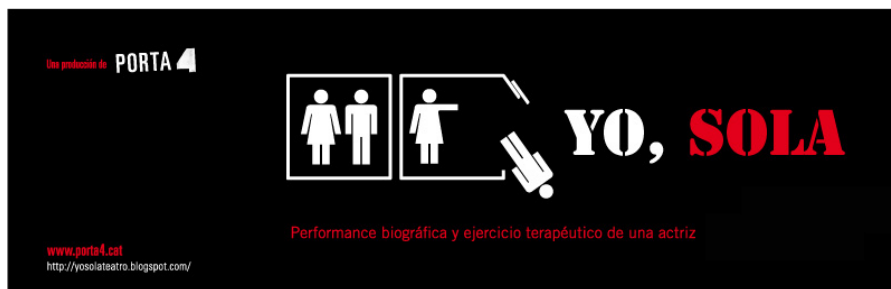 Una producción de PORTA 4
YO, SOLA
Performance biográfica y ejercicio terapéutico de una actriz
www.porta4.cat
http://yosolateatro.blogspot.com/